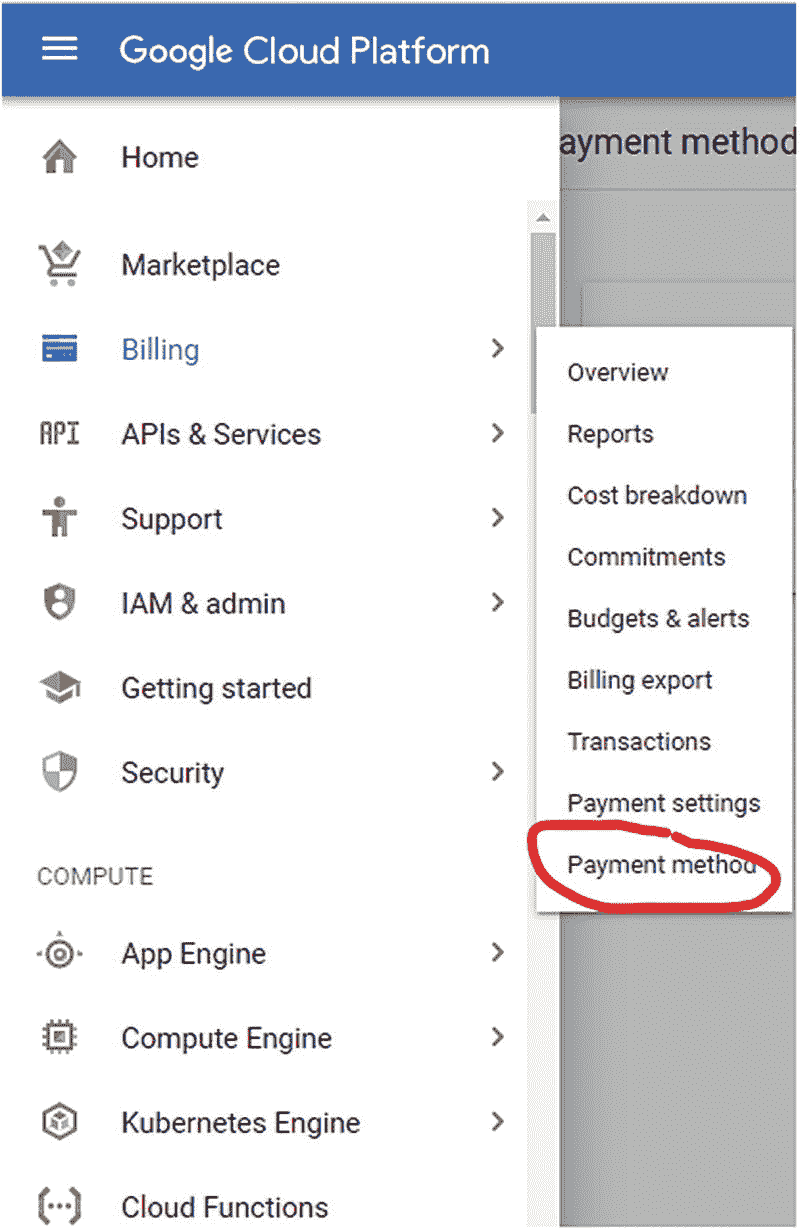 Google Cloud Platform
ayment method
Home
Marketplace
Billing
APIs & Services
Support
IAM & admin
Getting started
Security
COMPUTE
App Engine
Compute Engine
Kubernetes Engine
Cloud Functions
Overview
Reports
Cost breakdown
Commitments
Budgets & alerts
Billing export
Transactions
Payment settings
Payment method
API